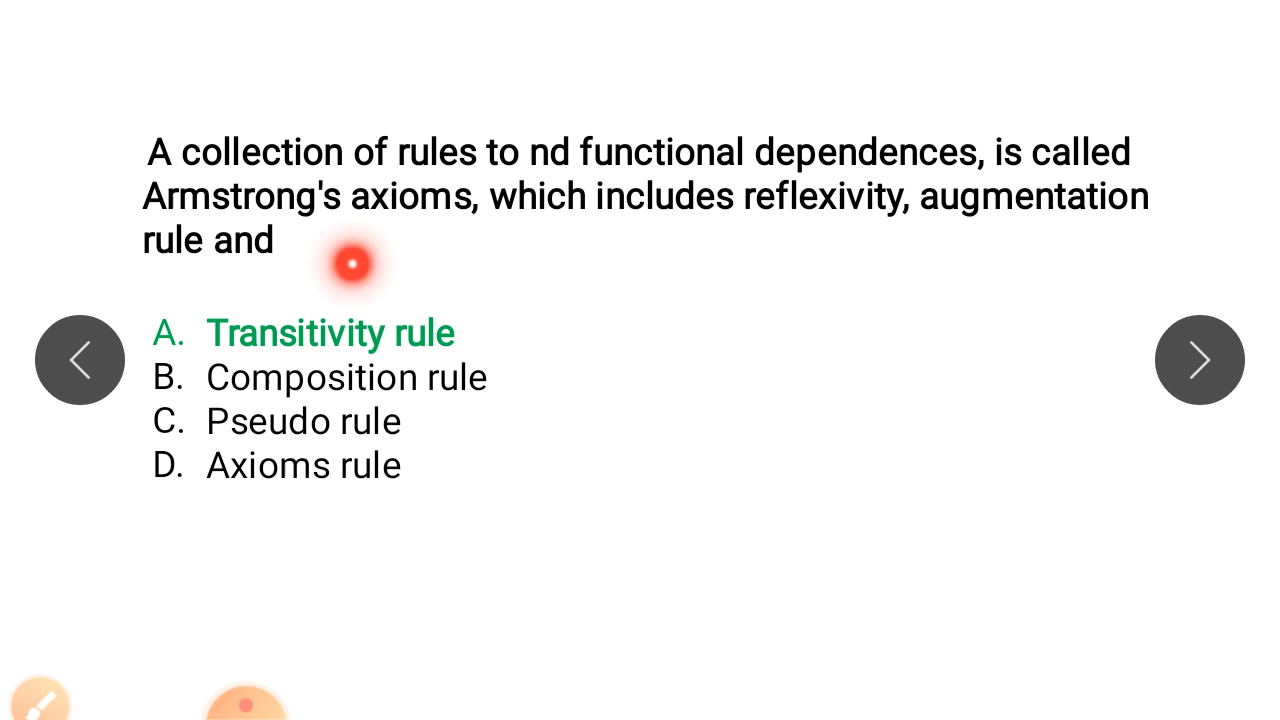 A collection of rules to nd functional dependences, is called
Armstrong's axioms, which includes reflexivity, augmentation
rule and
A. Transitivity rule
B. Composition rule
C. Pseudo rule
D. Axioms rule